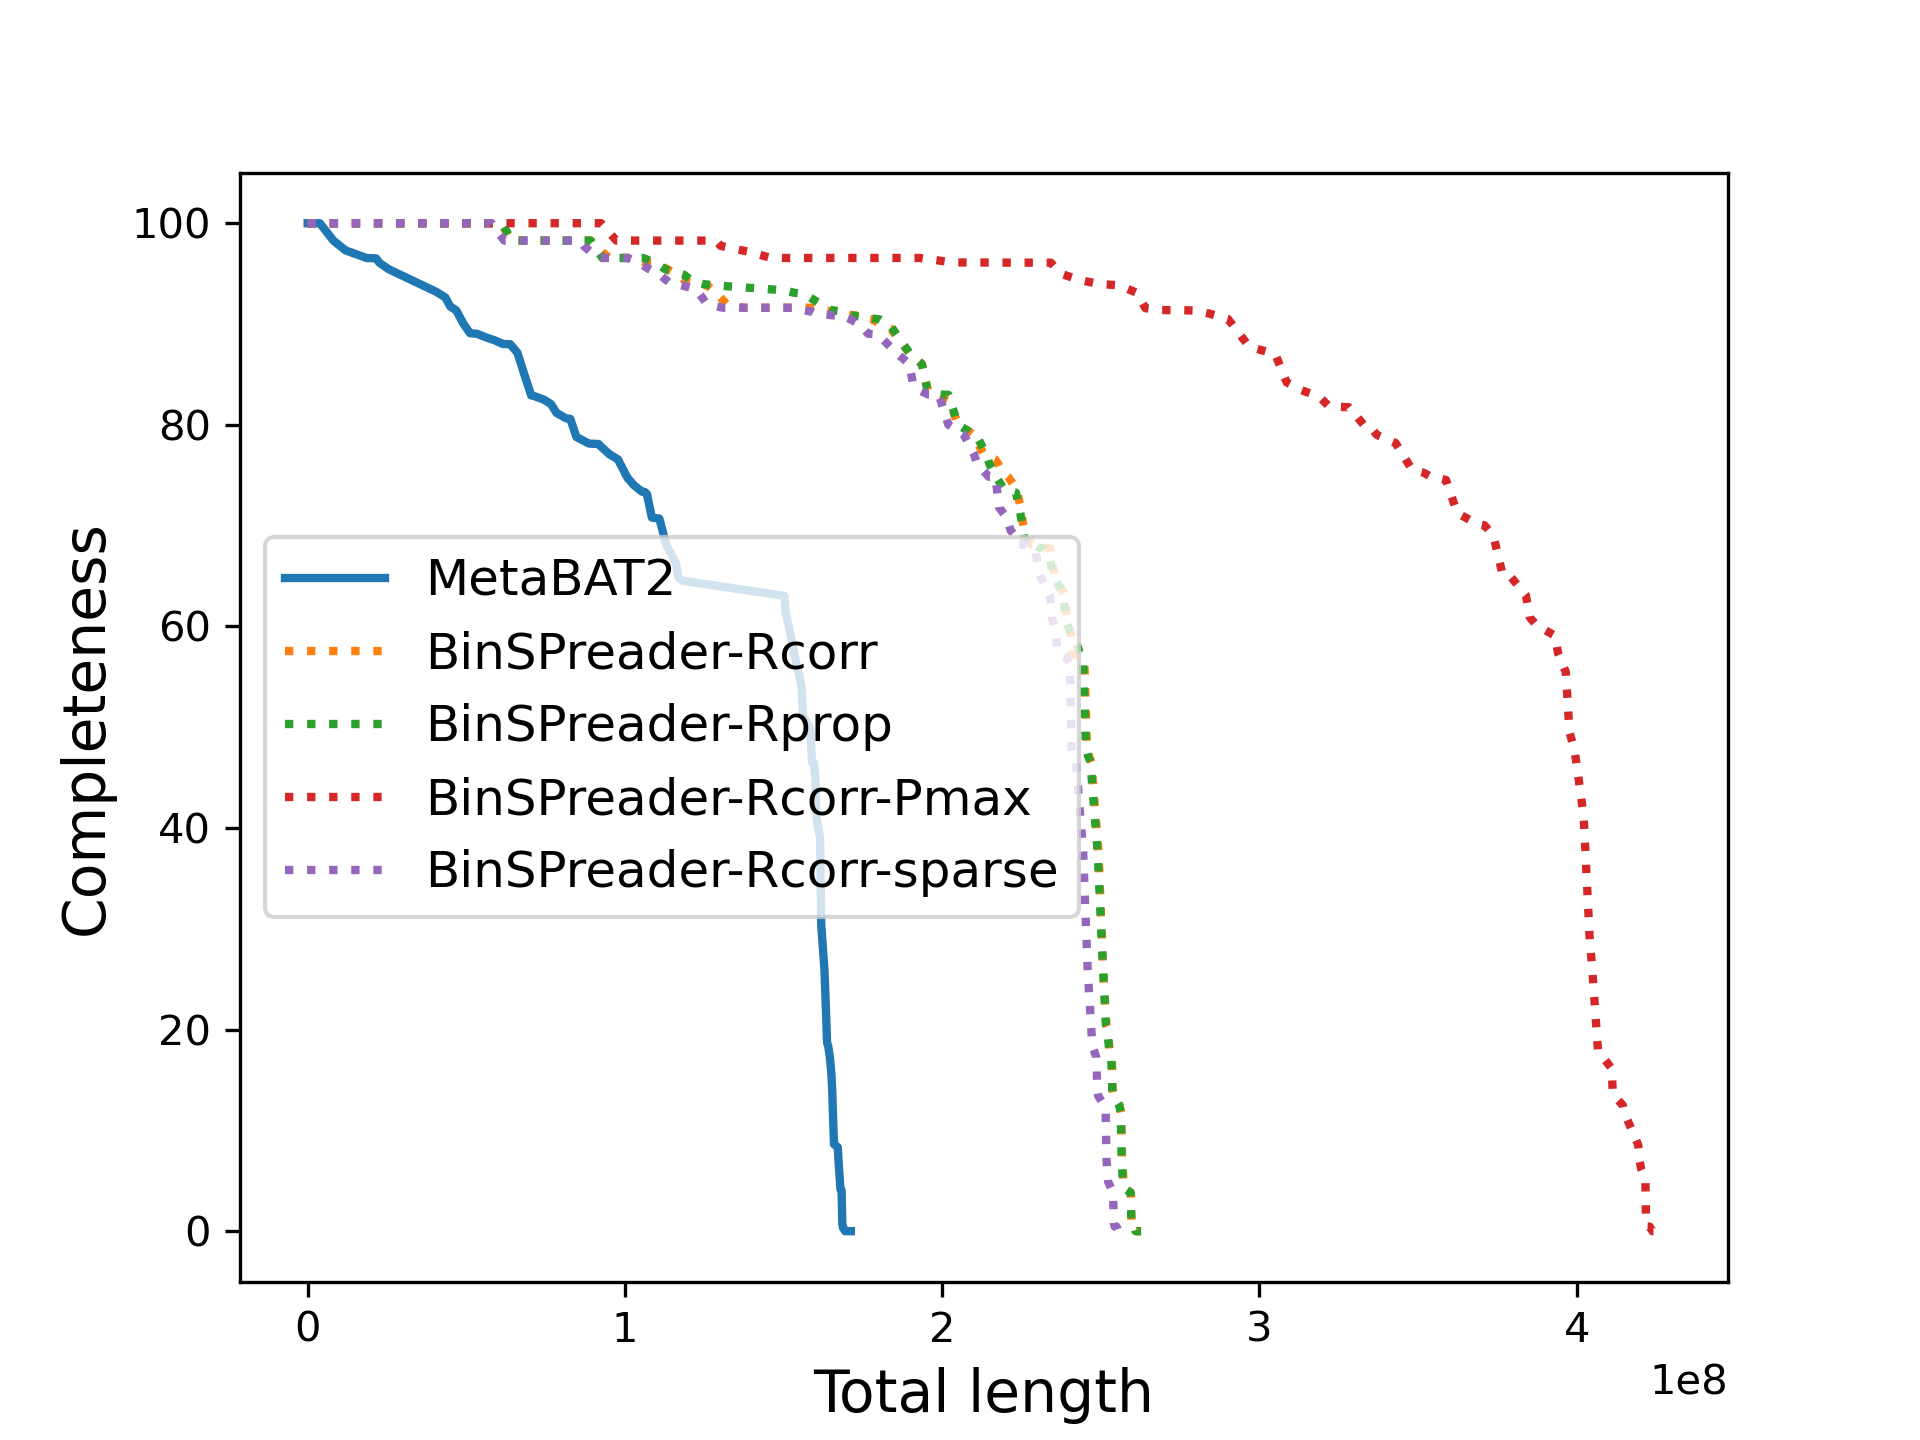 100
80
60
40
20
0
Completeness
MetaBAT2
BinSPreader-Rcorr
BinSPreader-Rprop
BinSPreader-Rcorr-Pmax
BinSPreader-Rcorr-sparse
0 1 2 3 4
1e8
Total length